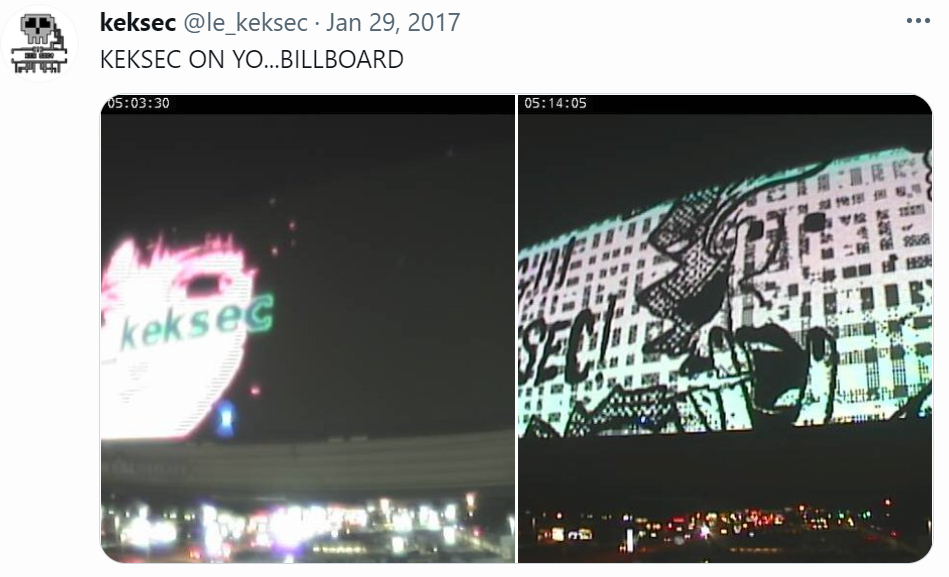 keksec @le_keksec · Jan 29, 2017
KEKSEC ON YO...BILLBOARD
05:03:30
keksec
05:14:05
SEC!